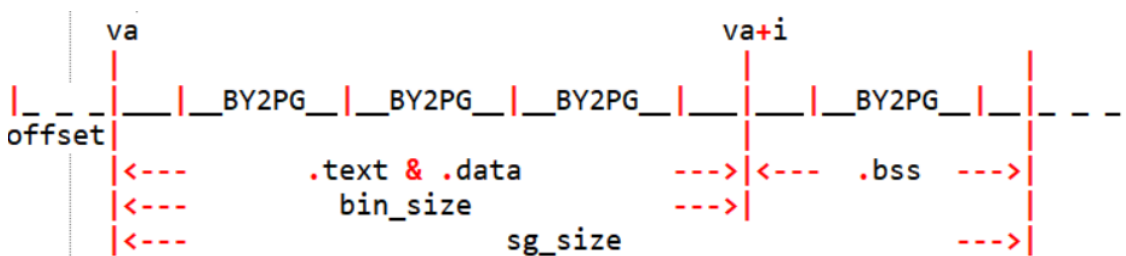 va va+i
| | |
|_ _ _|___|__BY2PG__|__BY2PG__|__BY2PG__|___|___|__BY2PG__|__|_ _ _
offset| | |
|<--- .text & .data --->|<--- .bss --->|
|<--- bin_size --->| |
|<--- sg_size --->|